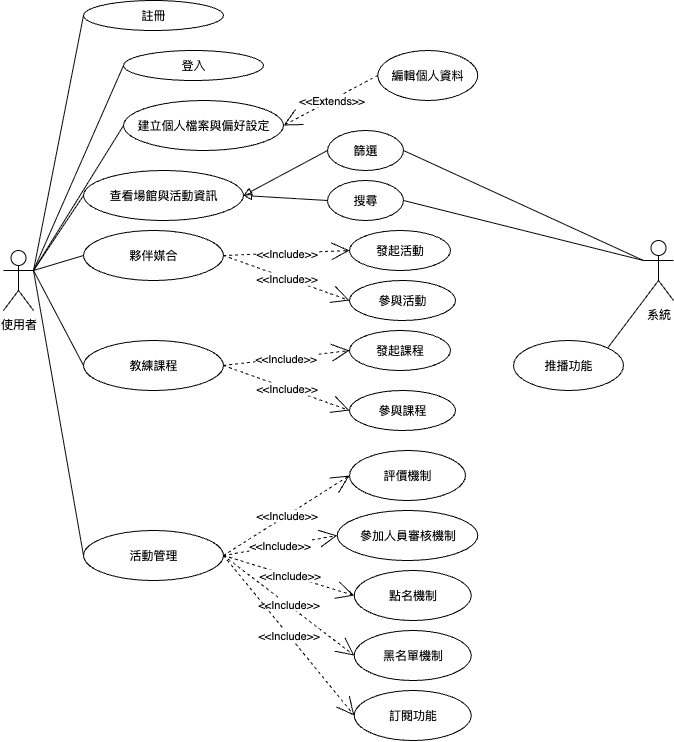 註冊
登入
編輯個人資料
<<Extends>>
建立個人檔案與偏好設定
篩選
查看場館與活動資訊
搜尋
夥伴媒合
<<Include>>
發起活動
<<Include>>
參與活動
使用者
系統
教練課程
<<Include>>
發起課程
推播功能
<<Include>>
參與課程
評價機制
<<Include>>
參加人員審核機制
<<Include>>
活動管理
<<Include>>
點名機制
<<Include>>
黑名單機制
<<Include>>
訂閱功能